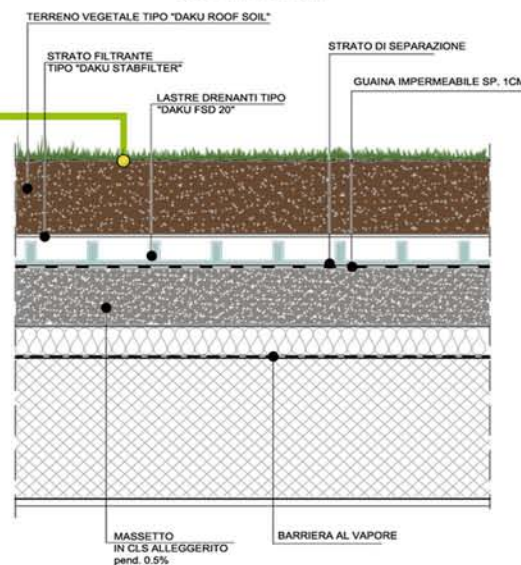 TERRENO VEGETALE TIPO "DAKU ROOF SOIL"
STRATO FILTRANTE
TIPO "DAKU STABFILTER"
STRATO DI SEPARAZIONE
LASTRE DRENANTI TIPO
"DAKU FSD 20"
GUAINA IMPERMEABILE SP. 1CM
MASSETTO
IN CLS ALLEGGERITO
pend. 0.5%
BARRIERA AL VAPORE